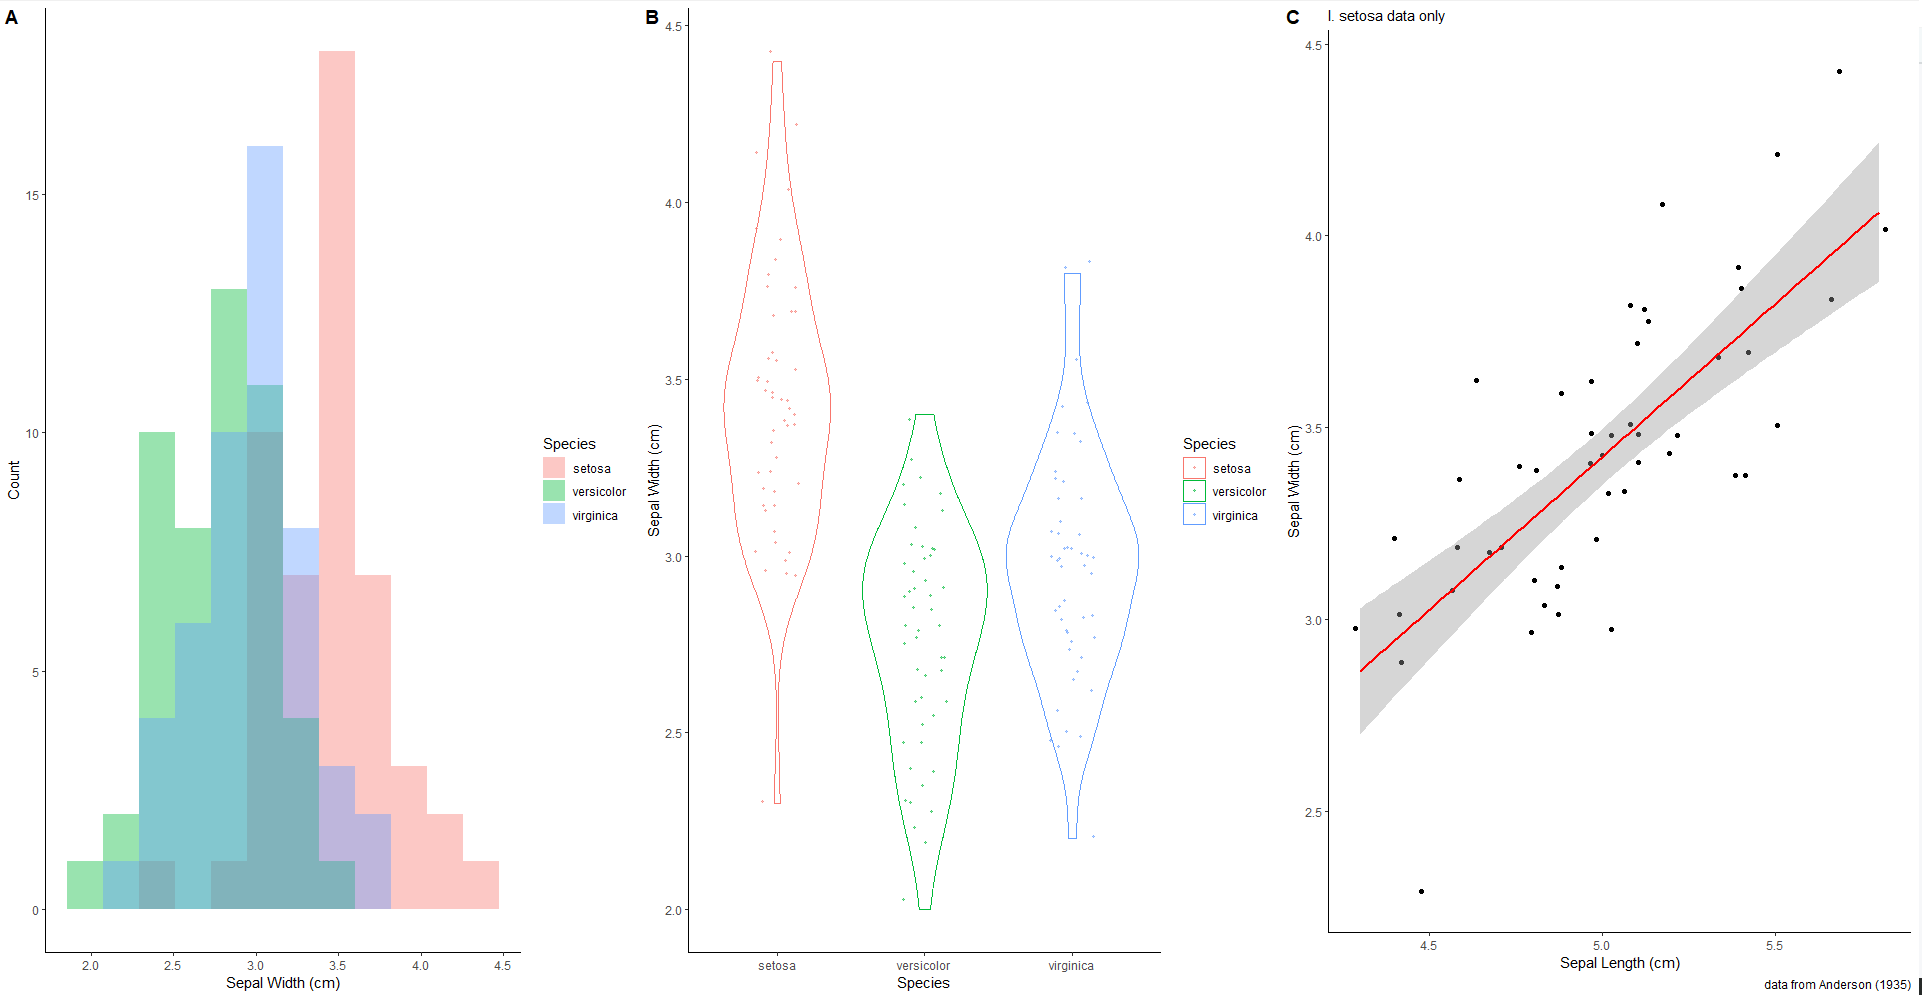 A
Count
15
10
5
0
2.0
2.5
3.0
3.5
4.0
4.5
Sepal Width (cm)
Species
setosa
versicolor
virginica
B
Sepal Width (cm)
4.5
4.0
3.5
3.0
2.5
2.0
setosa
versicolor
virginica
Species
Species
setosa
versicolor
virginica
C
I. setosa data only
Sepal Width (cm)
4.5
4.0
3.5
3.0
2.5
4.5
5.0
5.5
Sepal Length (cm)
data from Anderson (1935)